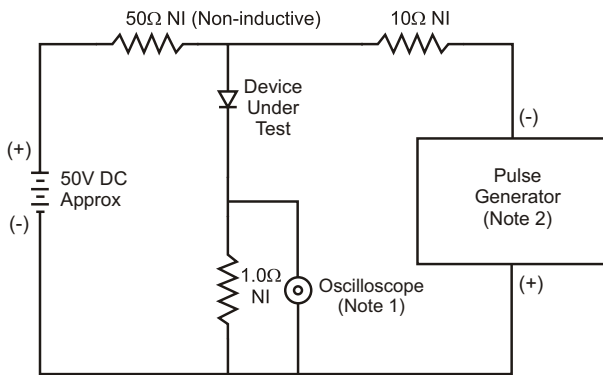 50Ω NI (Non-inductive)
10Ω NI
Device
Under
Test
(-)
(+)
50V DC
Approx
(-)
Pulse
Generator
(Note 2)
1.0Ω
NI
Oscilloscope
(Note 1)
(+)